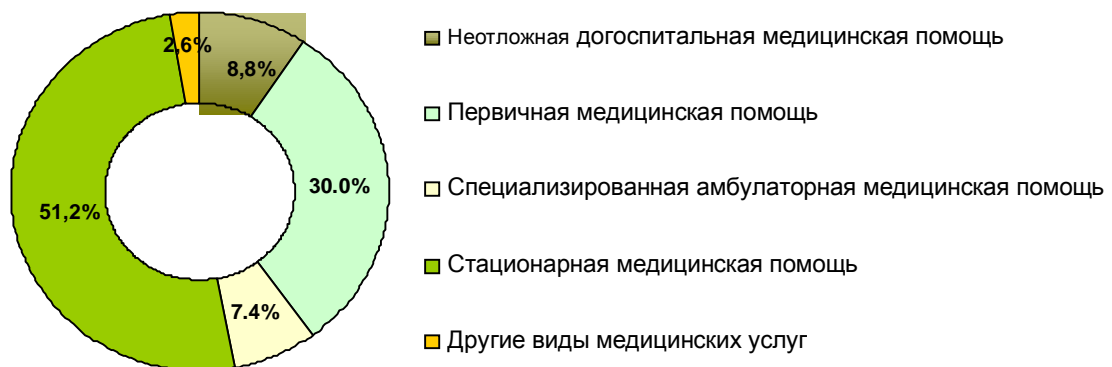 2,6%
8,8%
30.0%
51,2%
7.4%
Неотложная догоспитальная медицинская помощь
Первичная медицинская помощь
Специализированная амбулаторная медицинская помощь
Стационарная медицинская помощь
Другие виды медицинских услуг